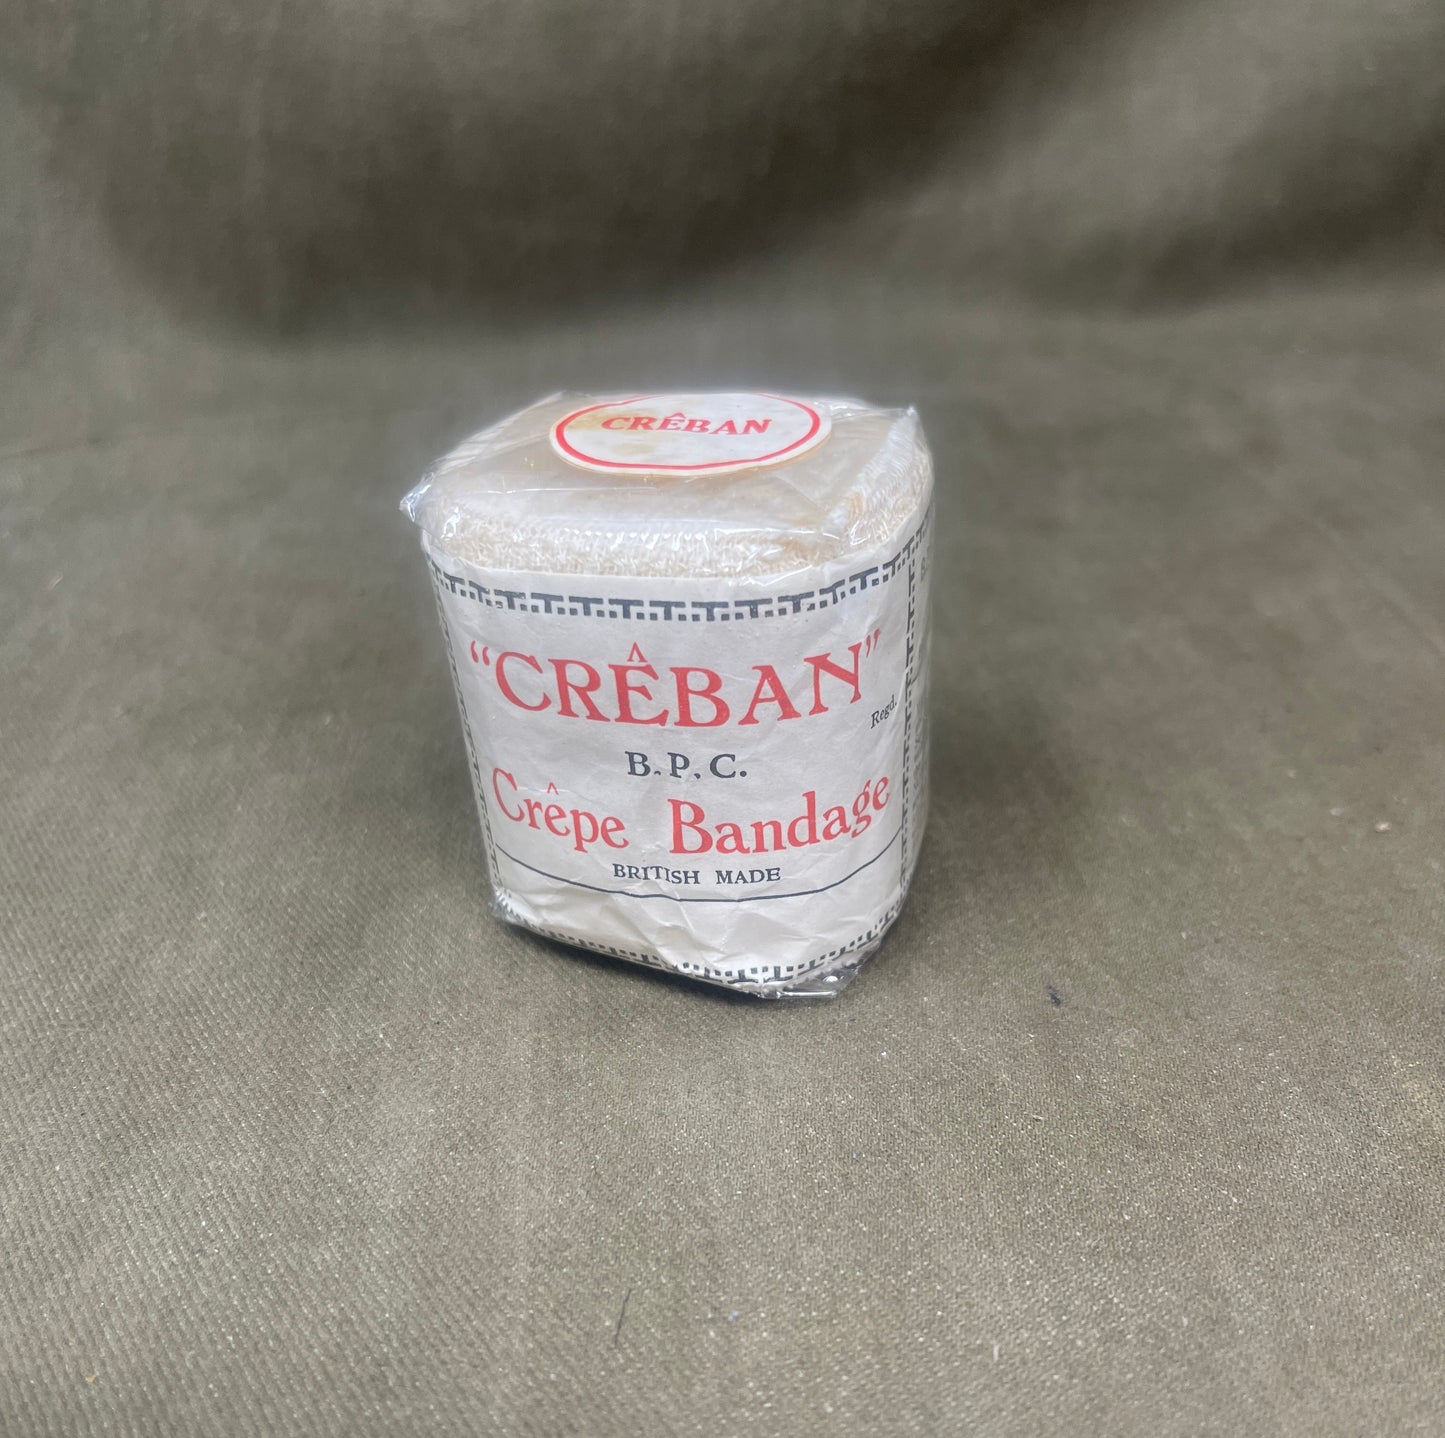 CRÊBAN
"CRÊBAN"
Regd.
B.P.C.
Crêpe Bandage
BRITISH MADE